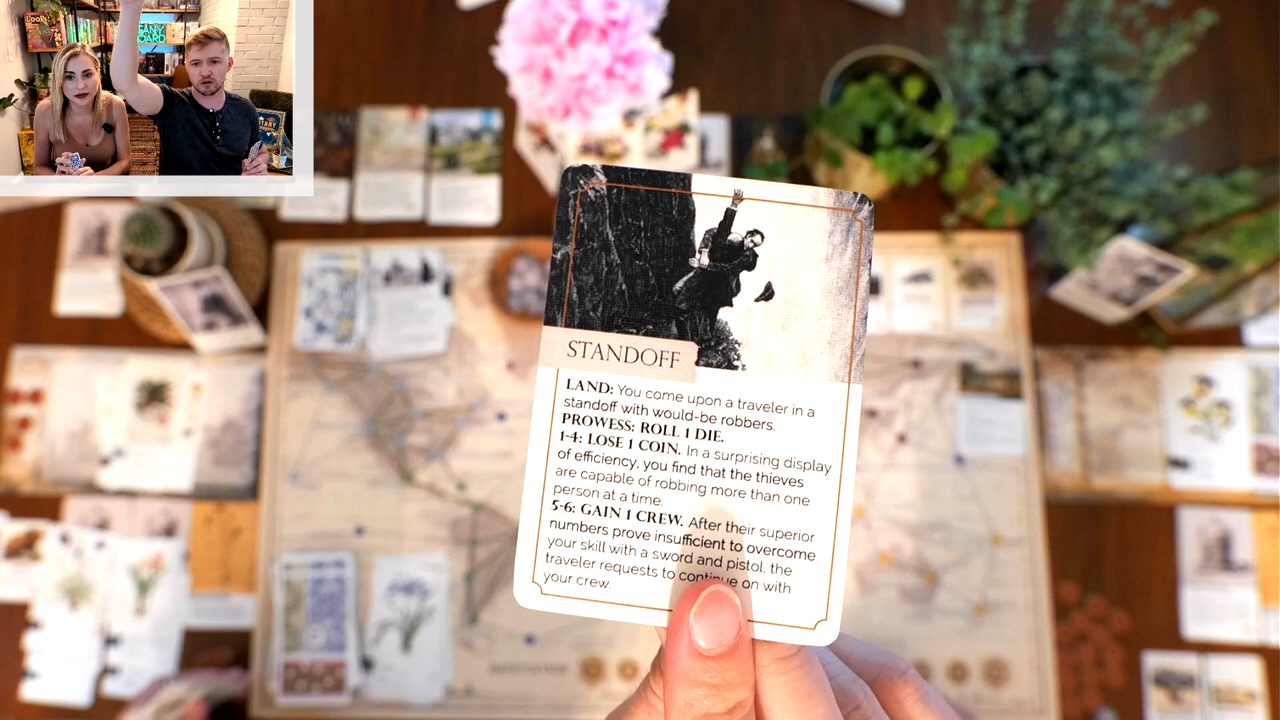 STANDOFF
LAND: You come upon a traveler in a
standoff with would-be robbers.
PROWESS: ROLL 1 DIE.
1-4: LOSE 1 COIN. In a surprising display
of efficiency, you find that the thieves
are capable of robbing more than one
person at a time.
5-6: GAIN 1 CREW. After their superior
numbers prove insufficient to overcome
your skill with a sword and pistol, the
traveler requests to continue on with
your crew.